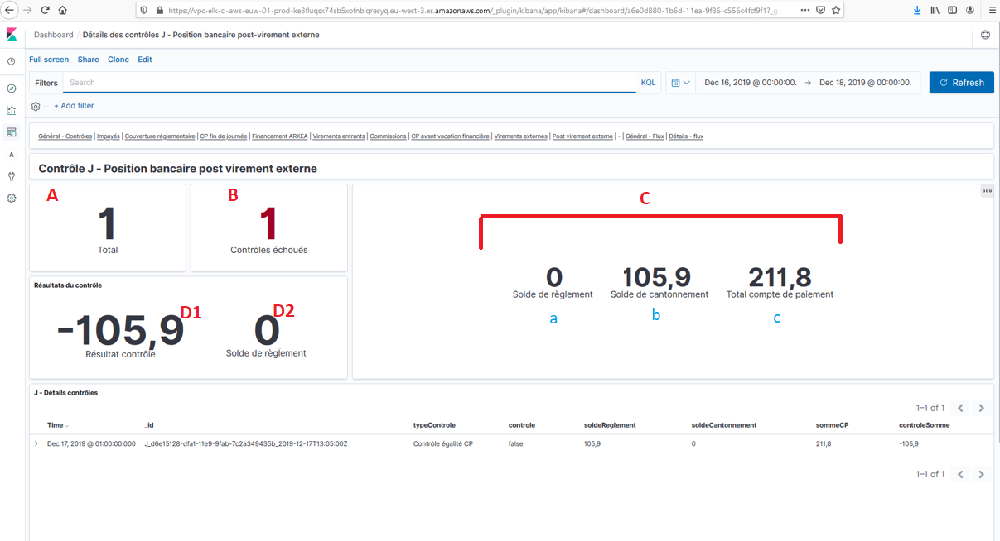 https://vpc-elk-cl-aws-euw-01-prod-ke3fluqsx74sb5xofnbiqresyq.eu-west-3.es.amazonaws.com/_plugin/kibana/app/kibana#/dashboard/a6e0d880-1b6d-11ea-9f86-c556c4fcf9f1?_g
Dashboard / Détails des contrôles J - Position bancaire post-virement externe
Full screen Share Clone Edit
Filters Search KQL Dec 16, 2019 @ 00:00:00. → Dec 18, 2019 @ 00:00:00. Refresh
+ Add filter
Général - Contrôles | Impayés | Couverture réglementaire | CP fin de journée | Financement ARKEA | Virements entrants | Commissions | CP avant vacation financière | Virements externes | Post virement externe | - | Général - Flux | Détails - flux
A
Contrôle J - Position bancaire post virement externe
A
1
Total
B
1
Contrôles échoués
C
0 105,9 211,8
Solde de règlement Solde de cantonnement Total compte de paiement
a b c
Résultats du contrôle
-105,9 D1 0 D2
Résultat contrôle Solde de règlement
J - Détails contrôles
1–1 of 1
Time _id typeControle controle soldeReglement soldeCantonnement sommeCP controleSomme
Dec 17, 2019 @ 01:00:00.000 J_d6e15128-dfa1-11e9-9fab-7c2a349435b_2019-12-17T13:05:00Z Contrôle égalité CP false 105,9 0 211,8 -105,9
1–1 of 1